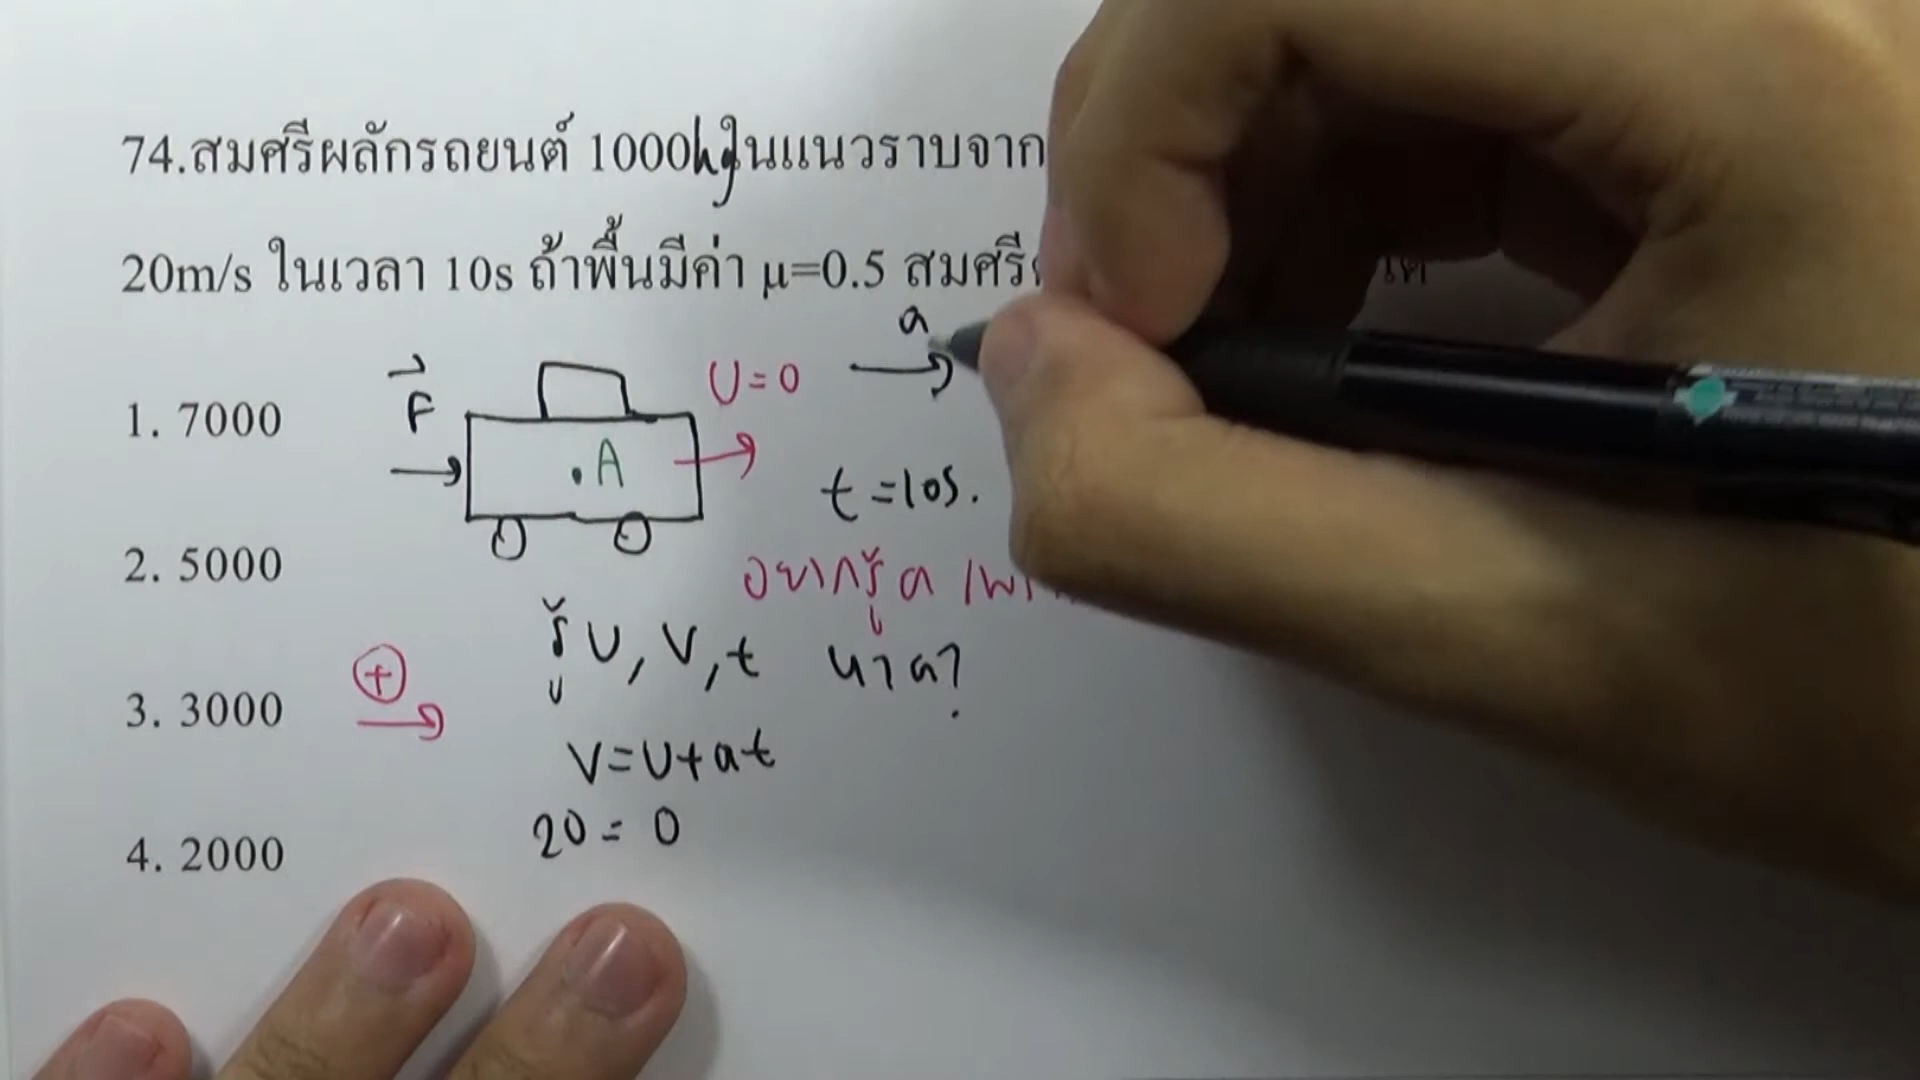 74.สมศรีผลักรถยนต์ 1000kgในแนวราบจาก
20m/s ในเวลา 10s ถ้าพื้นมีค่า μ=0.5 สมศรี
1. 7000
2. 5000
3. 3000
4. 2000
F
A
U=0
a
t=10s.
อยากรู้ a
รู้ U, V, t หา a?
+
V=U+at
20= 0